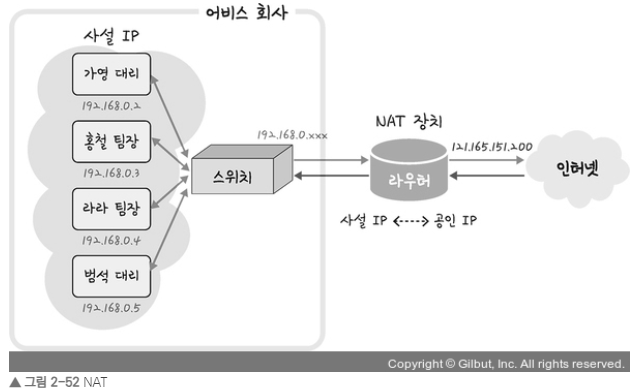 어비스 회사
사설 IP
가영 대리
192.168.0.2
홍철 팀장
192.168.0.3
라라 팀장
192.168.0.4
범석 대리
192.168.0.5
스위치
192.168.0.xxx
NAT 장치
라우허
121.165.151.200
인허넷
사설 IP <----> 공인 IP
Copyright © Gilbut, Inc. All rights reserved.
▲ 그림 2-52 NAT